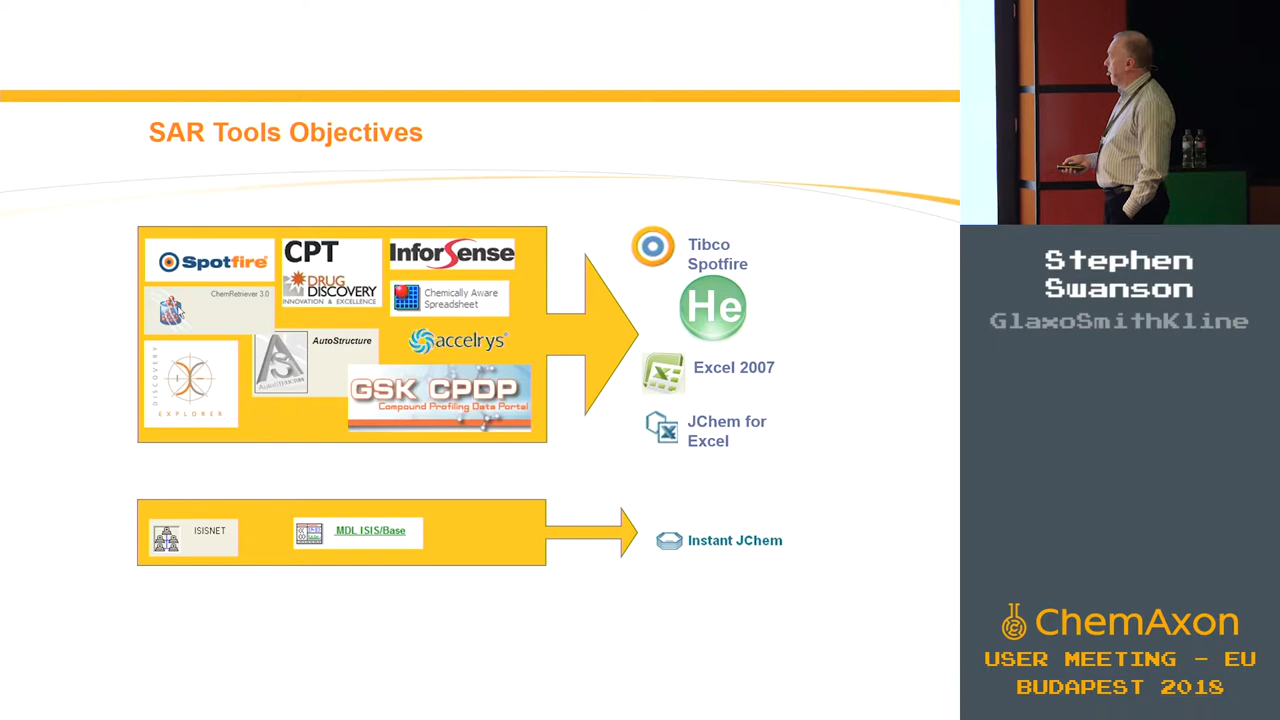 SAR Tools Objectives
Spotfire®
CPT
DRUG
DISCOVERY
INNOVATION & EXCELLENCE
InforSense
ChemRetriever 3.0
Chemically Aware
Spreadsheet
AutoStructure
AS
AutoStructure
accelrys®
DISCOVERY
EXPLORER
GSK CPDP
Compound Profiling Data Portal
Tibco
Spotfire
He
Excel 2007
JChem for
Excel
ISISNET
MDL ISIS/Base
Instant JChem
Stephen
Swanson
GlaxoSmithKline
ChemAxon
USER MEETING - EU
BUDAPEST 2018